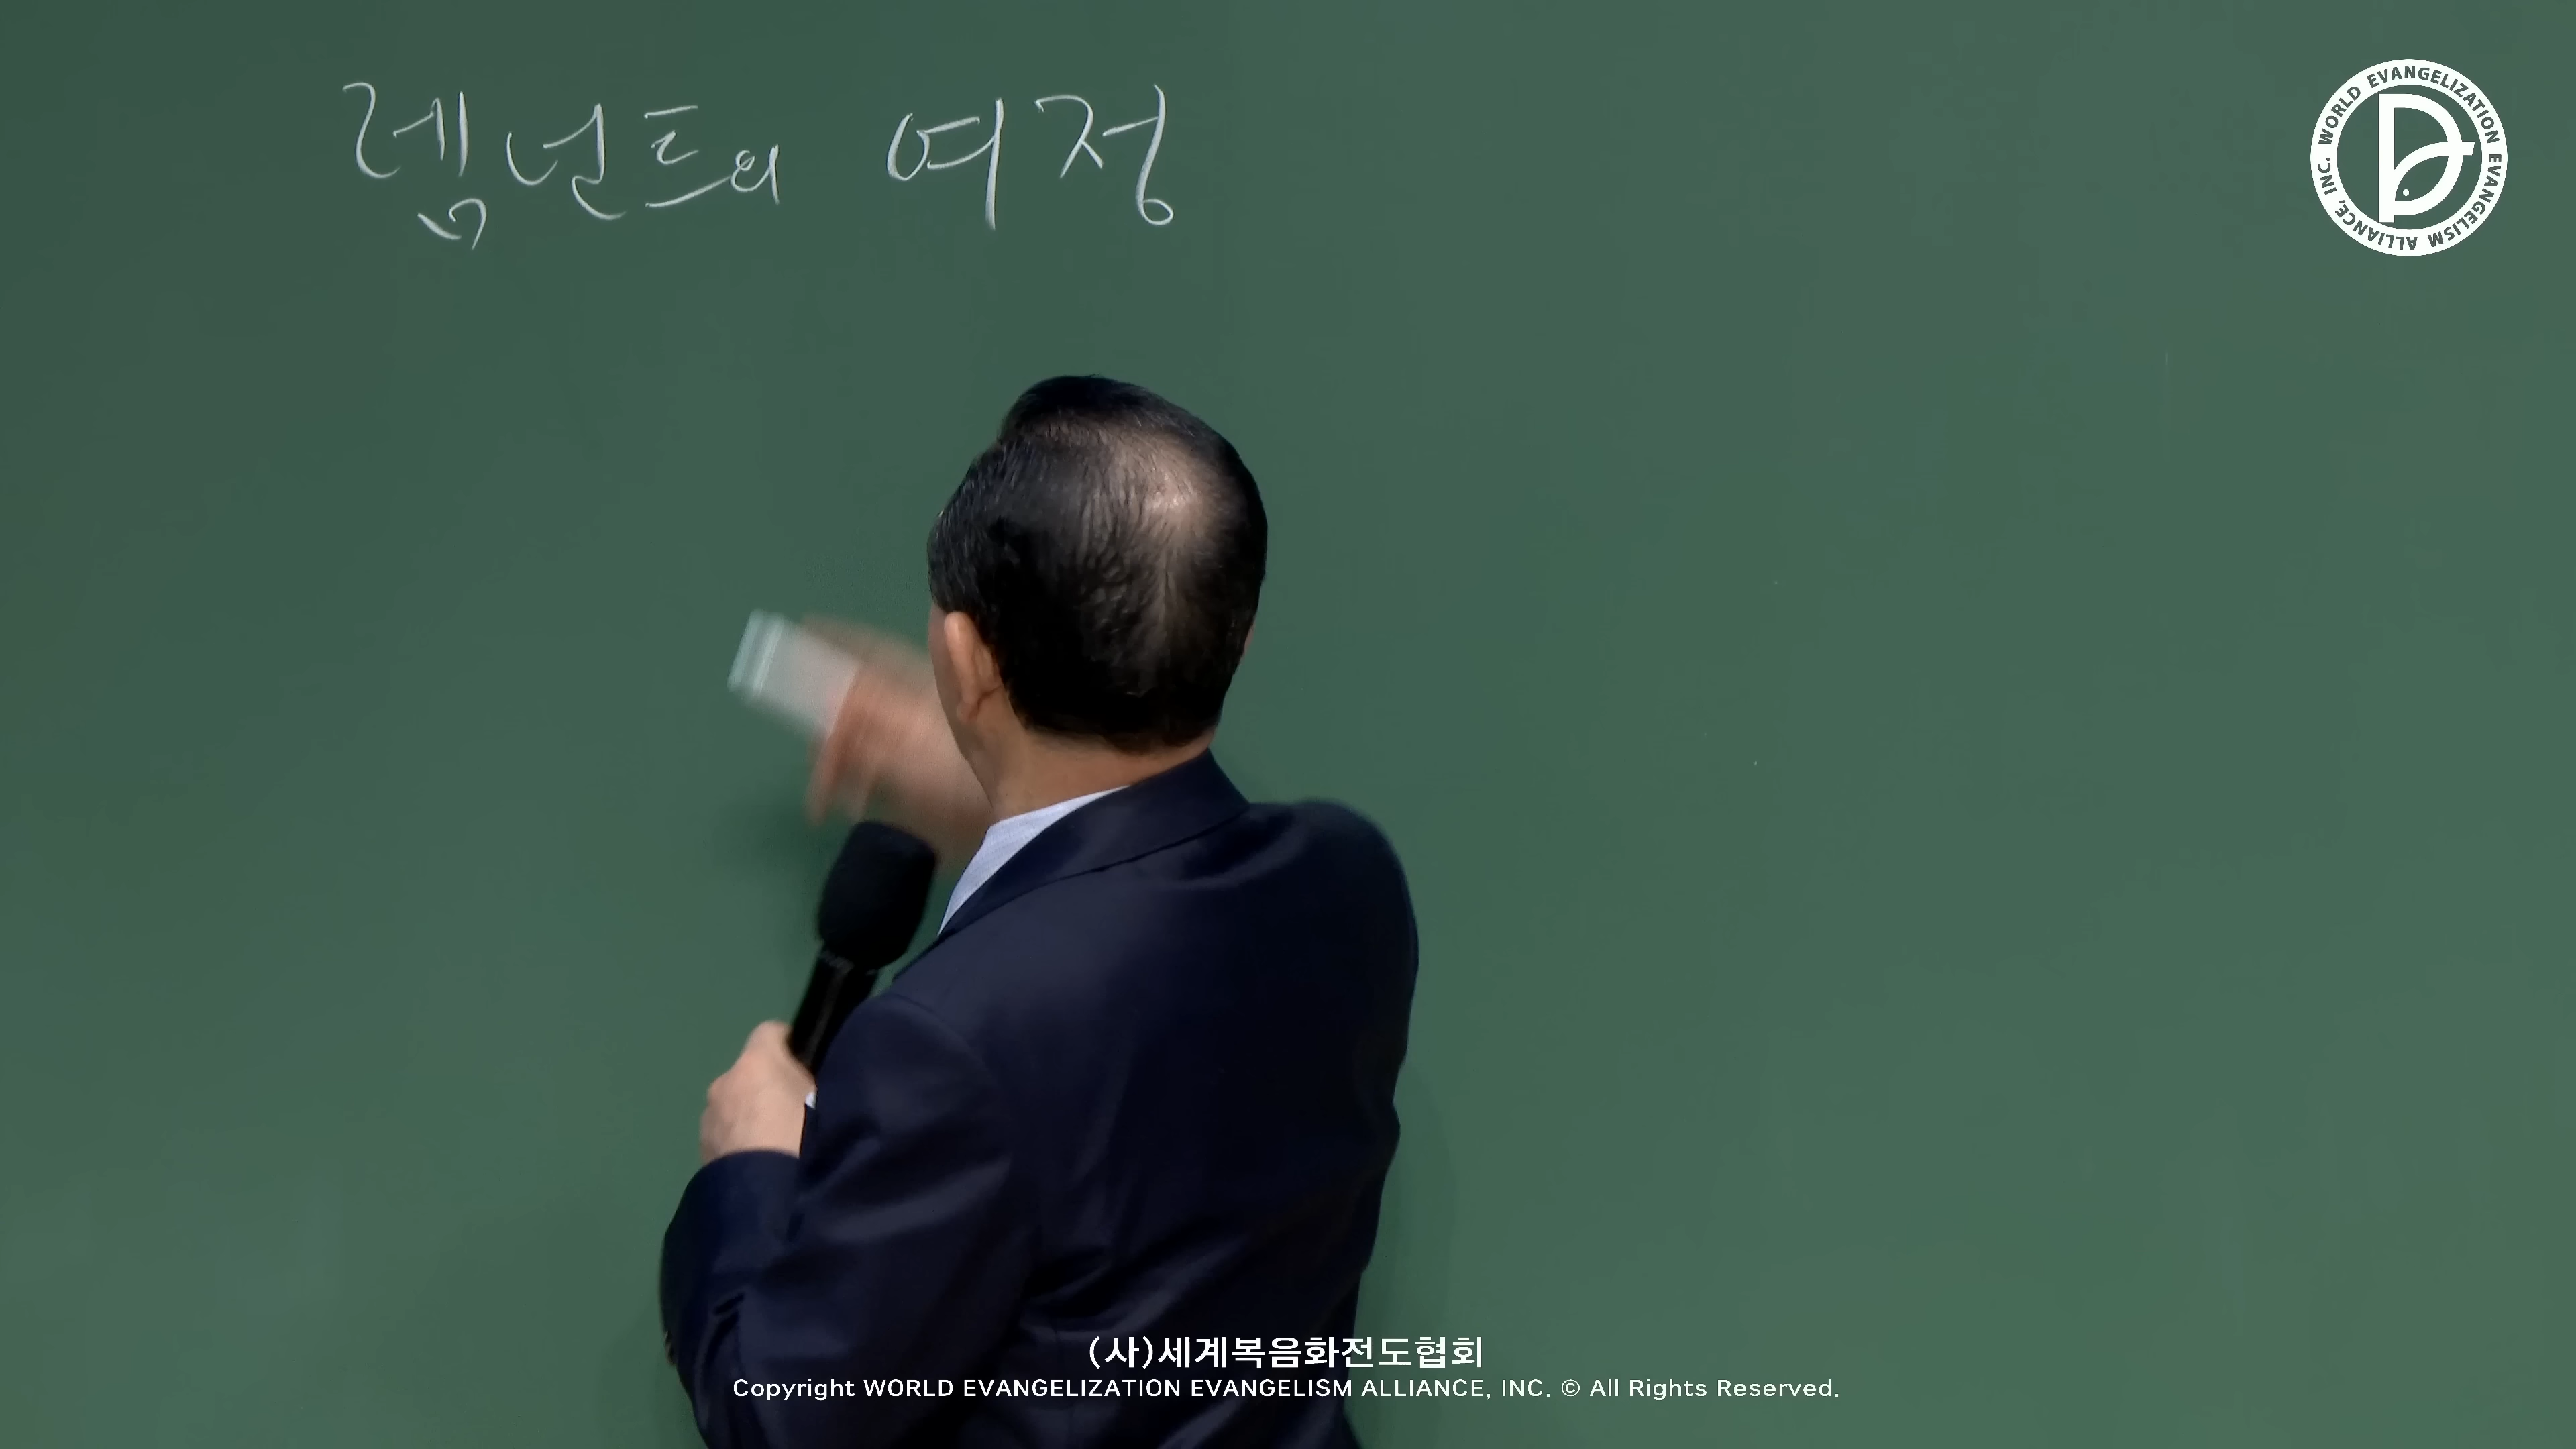 렘넌트의 여정
WORLD EVANGELIZATION EVANGELISM ALLIANCE, INC.
(사)세계복음화전도협회
Copyright WORLD EVANGELIZATION EVANGELISM ALLIANCE, INC. © All Rights Reserved.